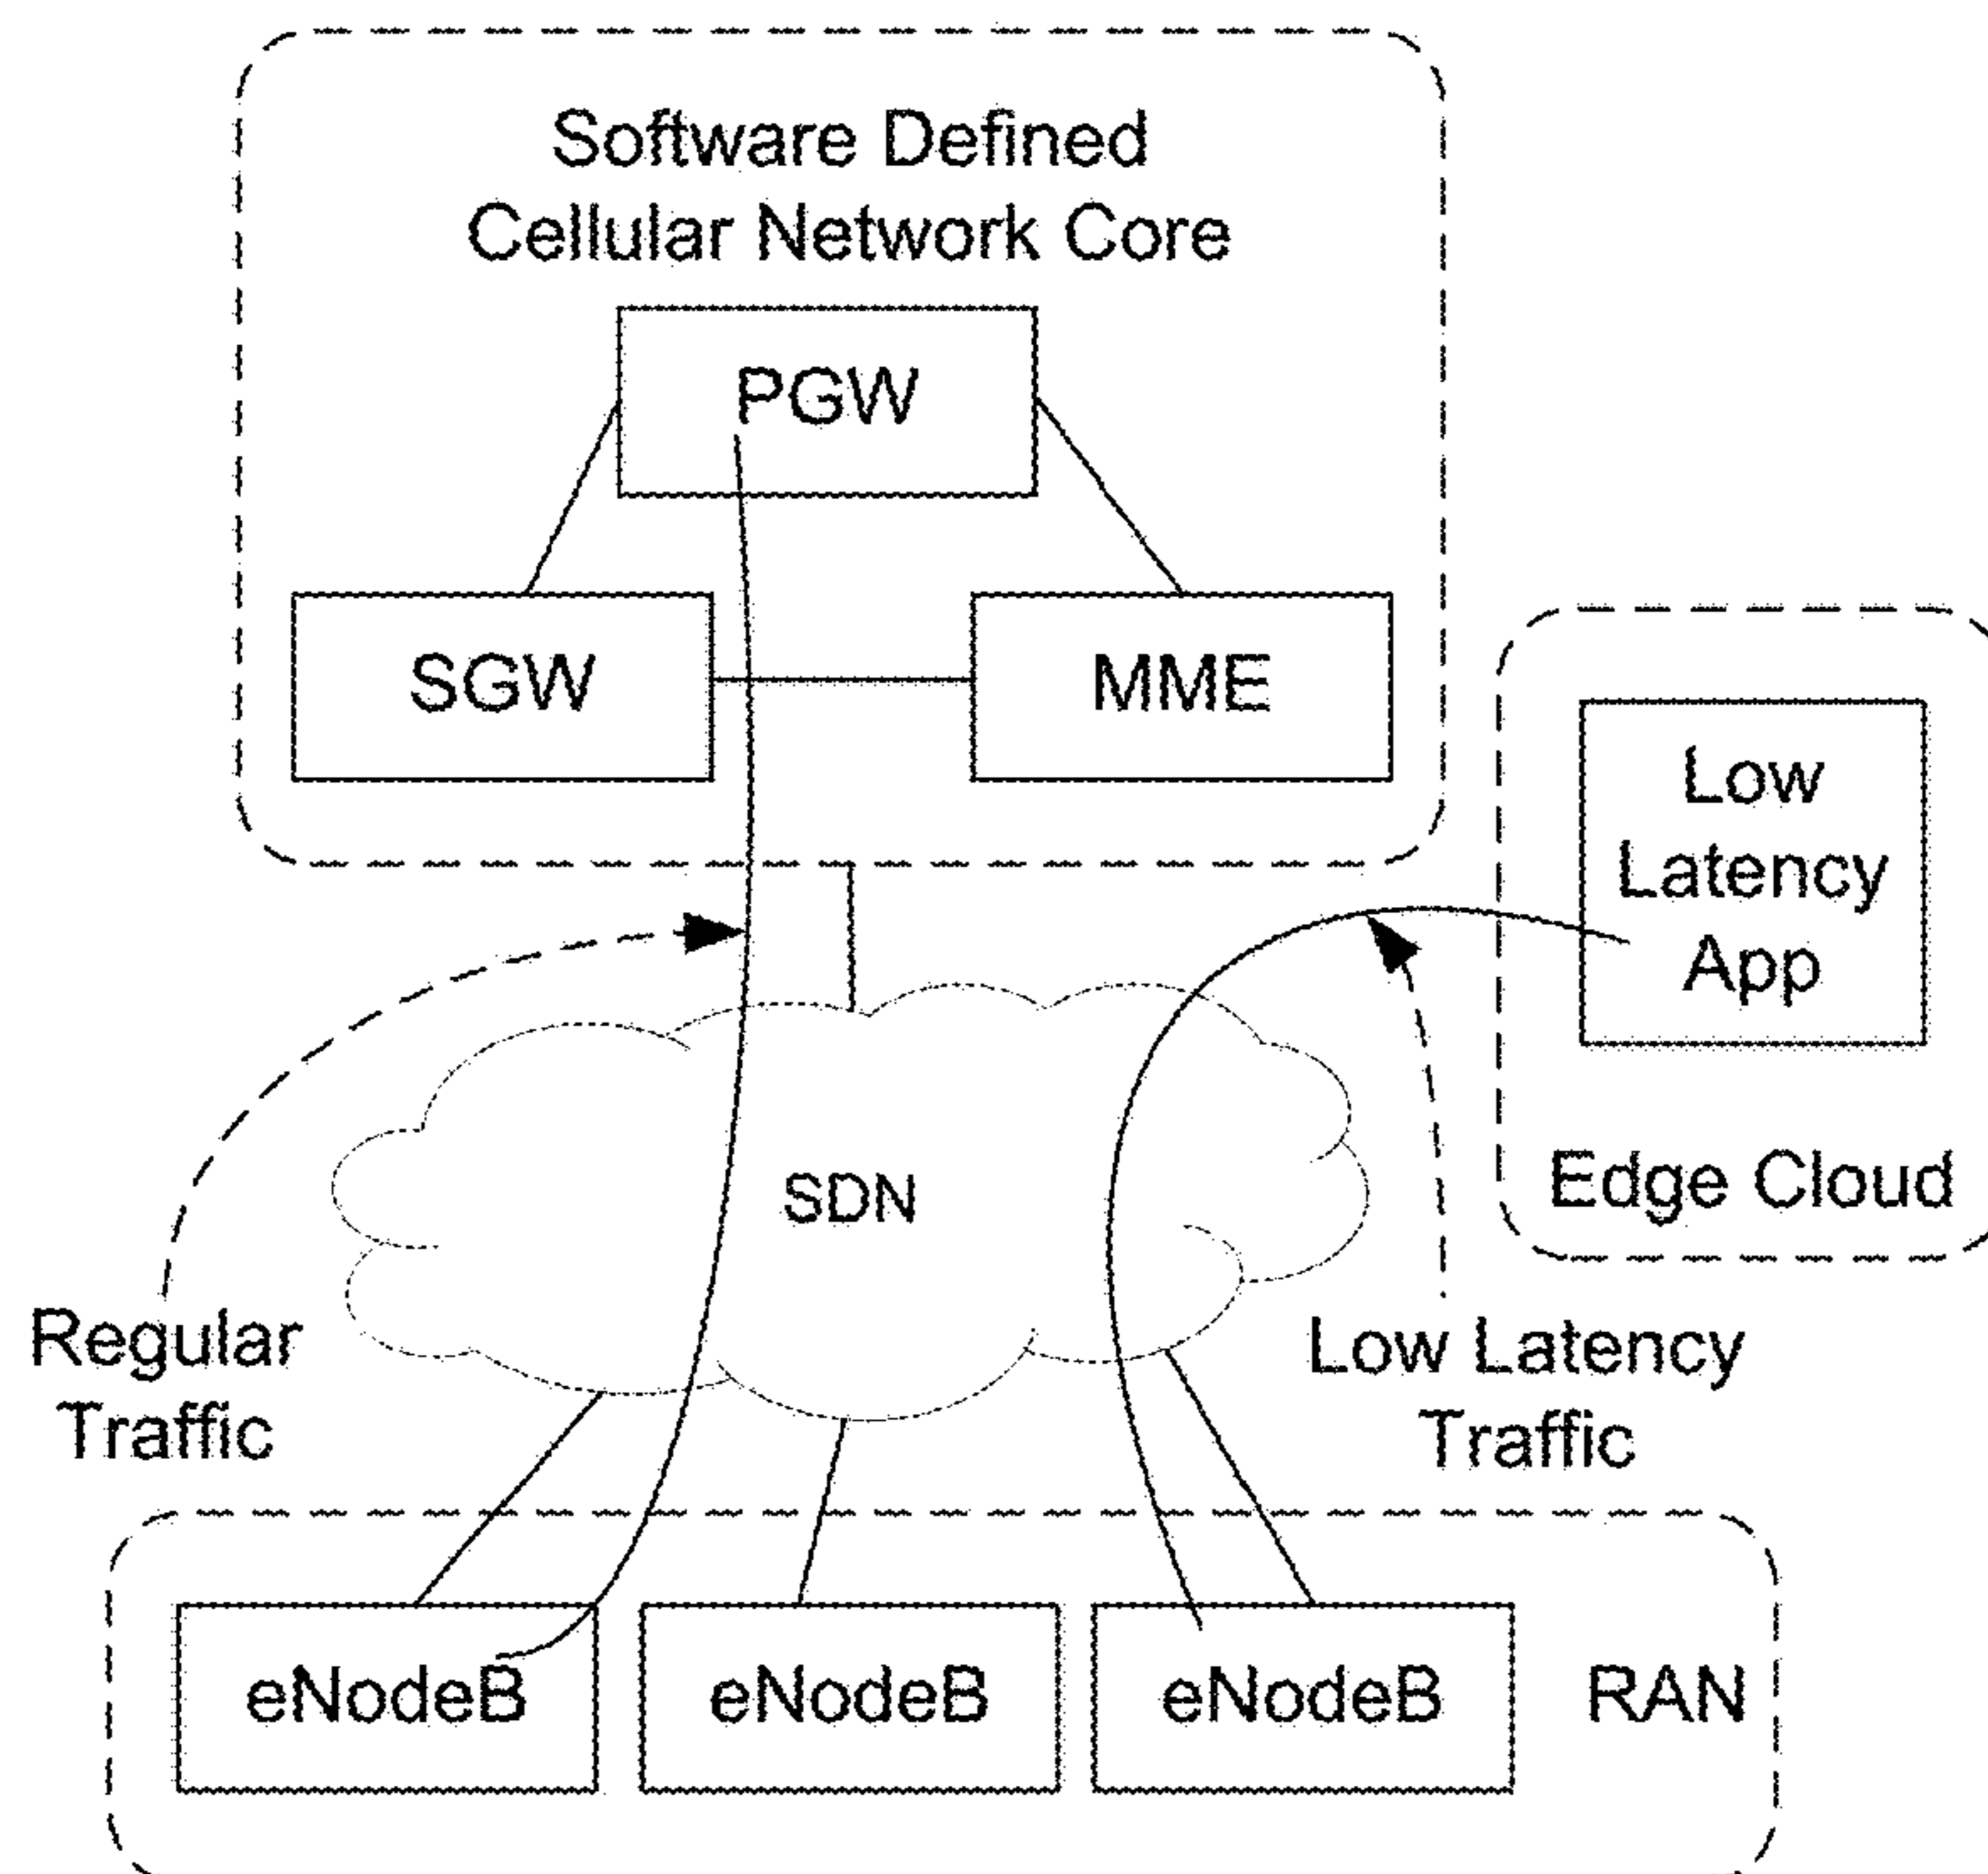 Software Defined
Cellular Network Core
PGW
SGW
MME
Low
Latency
App
Edge Cloud
SDN
Regular
Traffic
Low Latency
Traffic
eNodeB
eNodeB
eNodeB
RAN